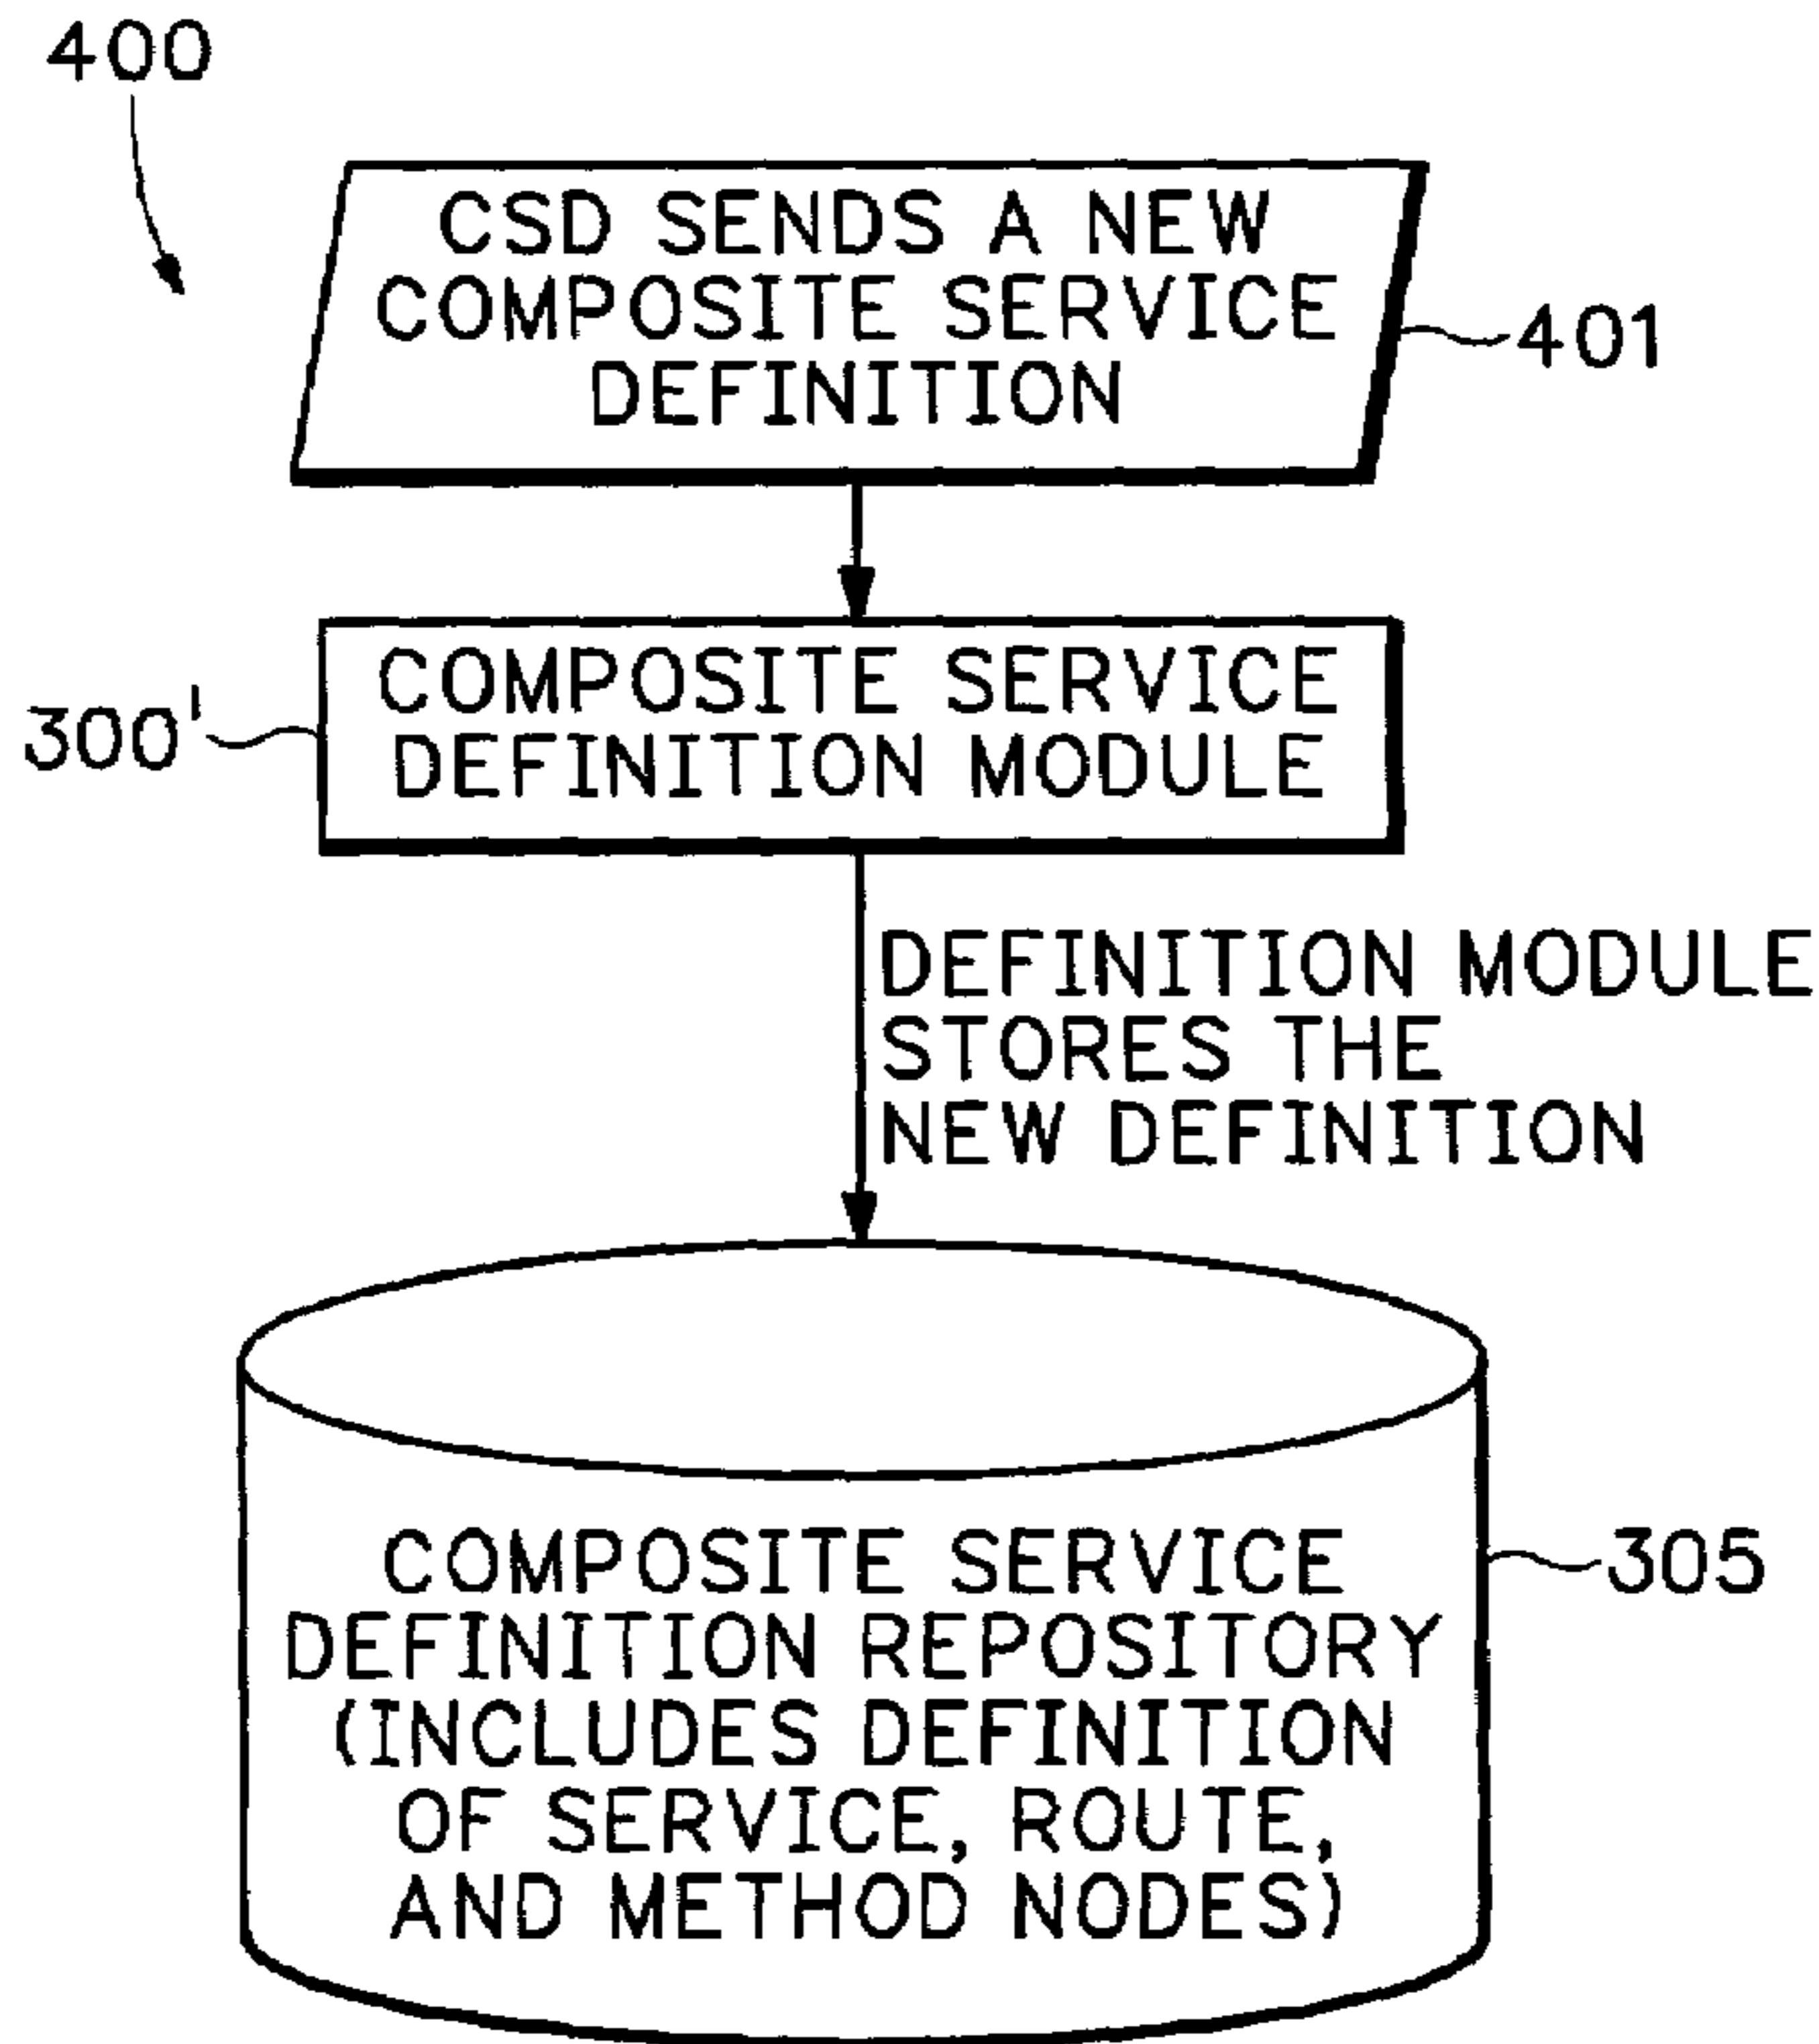 400
CSD SENDS A NEW
COMPOSITE SERVICE
DEFINITION
401
COMPOSITE SERVICE
DEFINITION MODULE
300'
DEFINITION MODULE
STORES THE
NEW DEFINITION
COMPOSITE SERVICE
DEFINITION REPOSITORY
(INCLUDES DEFINITION
OF SERVICE, ROUTE,
AND METHOD NODES)
305